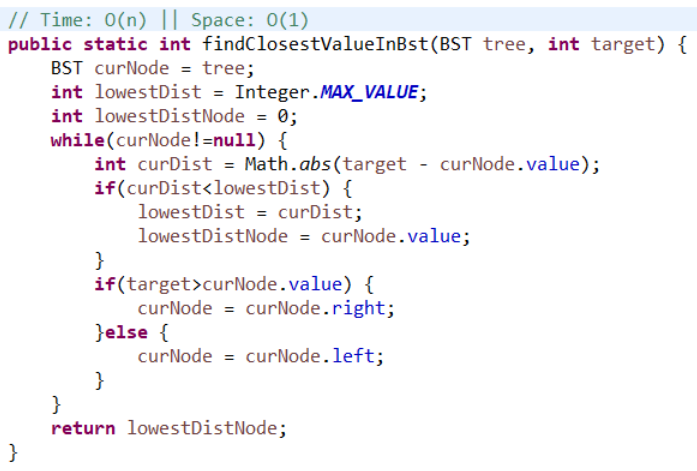 // Time: O(n) || Space: O(1)
public static int findClosestValueInBst(BST tree, int target) {
    BST curNode = tree;
    int lowestDist = Integer.MAX_VALUE;
    int lowestDistNode = 0;
    while(curNode!=null) {
        int curDist = Math.abs(target - curNode.value);
        if(curDist<lowestDist) {
            lowestDist = curDist;
            lowestDistNode = curNode.value;
        }
        if(target>curNode.value) {
            curNode = curNode.right;
        }else {
            curNode = curNode.left;
        }
    }
    return lowestDistNode;
}